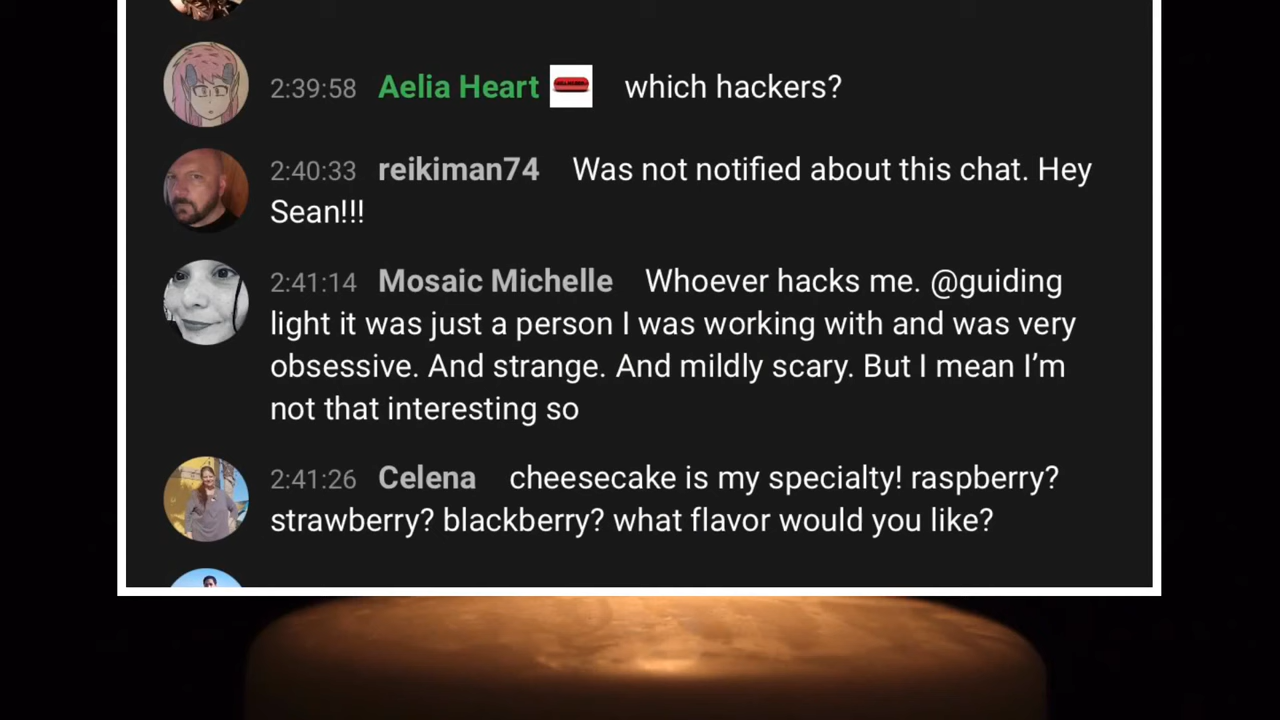 2:39:58 Aelia Heart which hackers?
2:40:33 reikiman74 Was not notified about this chat. Hey
Sean!!!
2:41:14 Mosaic Michelle Whoever hacks me. @guiding
light it was just a person I was working with and was very
obsessive. And strange. And mildly scary. But I mean I’m
not that interesting so
2:41:26 Celena cheesecake is my specialty! raspberry?
strawberry? blackberry? what flavor would you like?